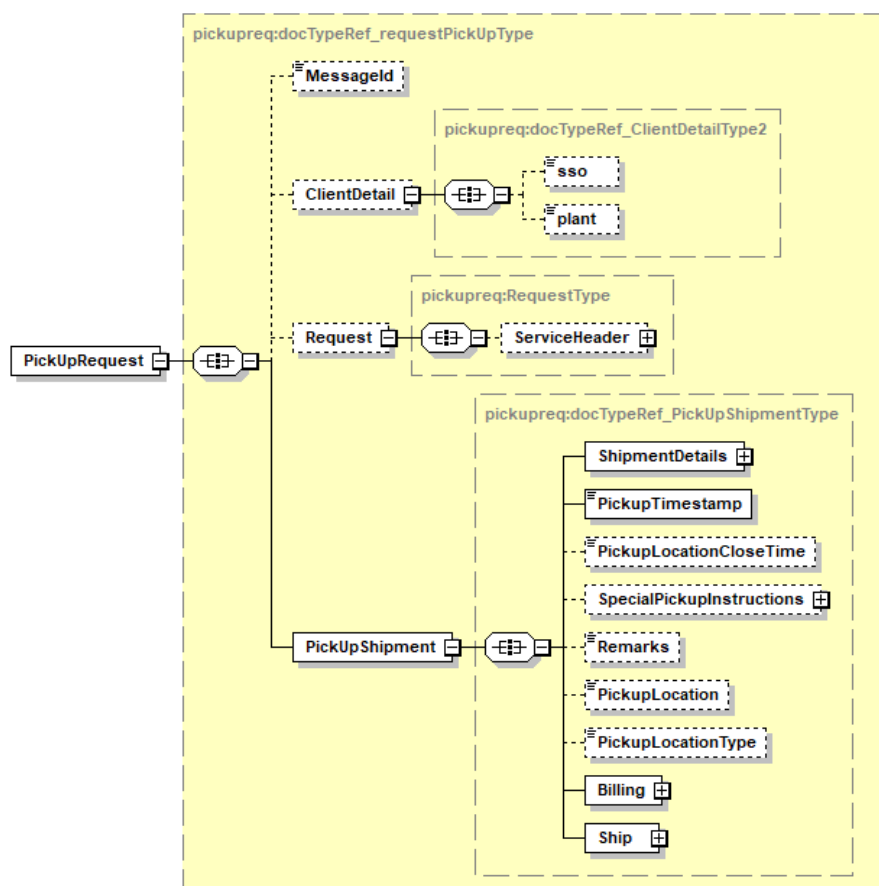 pickupreq:docTypeRef_requestPickUpType
MessageId
pickupreq:docTypeRef_ClientDetailType2
sso
ClientDetail
plant
pickupreq:RequestType
Request
ServiceHeader
PickUpRequest
pickupreq:docTypeRef_PickUpShipmentType
ShipmentDetails
PickupTimestamp
PickupLocationCloseTime
SpecialPickupInstructions
PickUpShipment
Remarks
PickupLocation
PickupLocationType
Billing
Ship